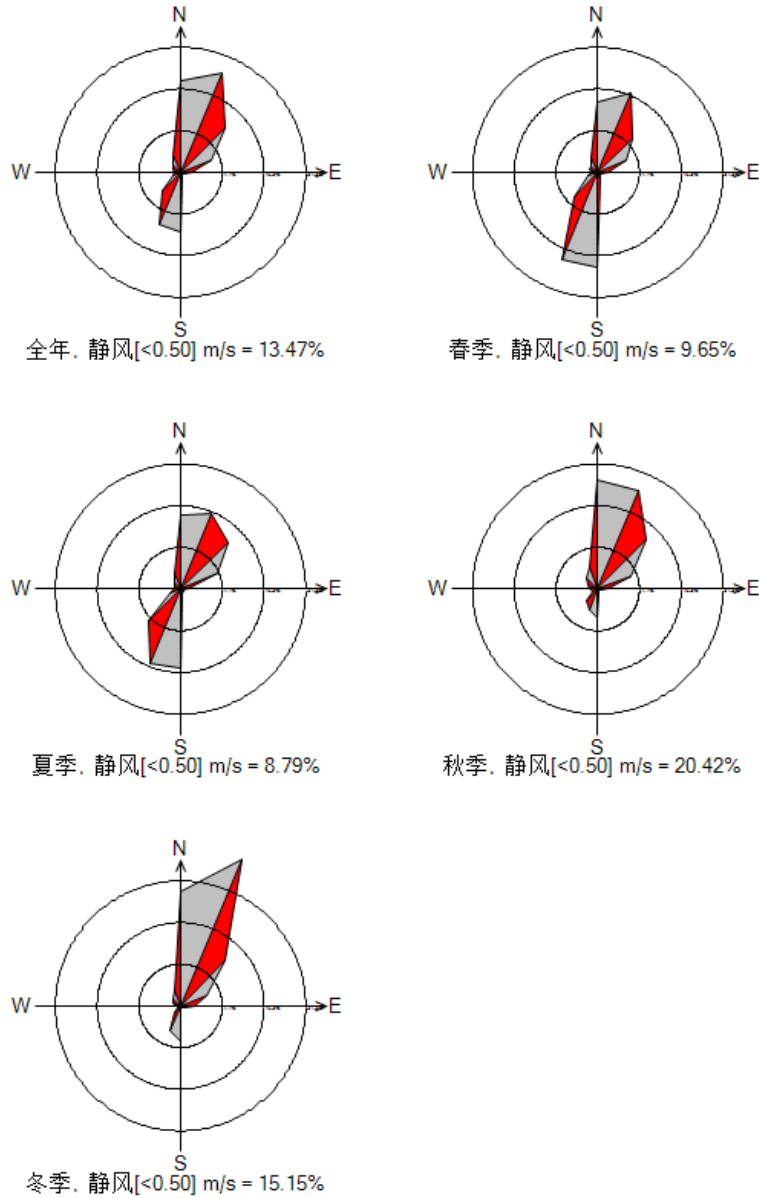 N
N
W
E
W
E
S
S
全年, 静风[<0.50] m/s = 13.47%
春季, 静风[<0.50] m/s = 9.65%
N
N
W
E
W
E
S
S
夏季, 静风[<0.50] m/s = 8.79%
秋季, 静风[<0.50] m/s = 20.42%
N
W
E
S
冬季, 静风[<0.50] m/s = 15.15%